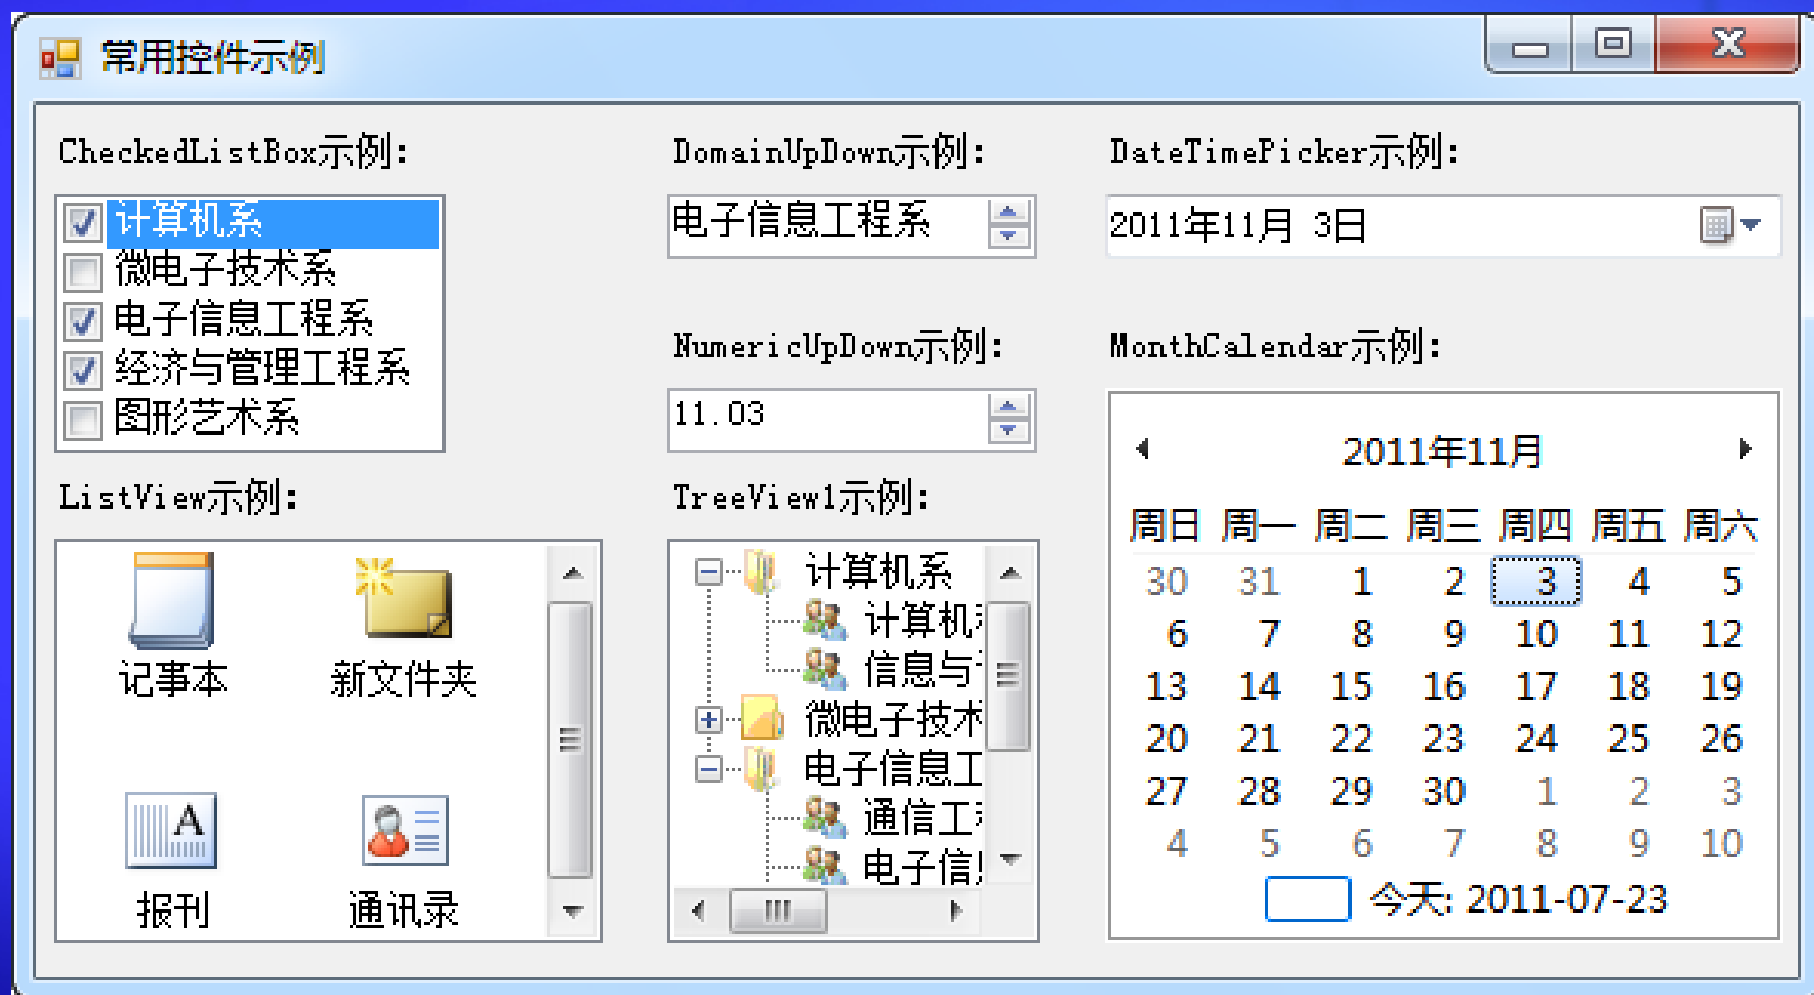 常用控件示例
CheckedListBox示例:
计算机系
微电子技术系
电子信息工程系
经济与管理工程系
图形艺术系
DomainUpDown示例:
电子信息工程系
DateTimePicker示例:
2011年11月 3日
NumericUpDown示例:
11.03
MonthCalendar示例:
2011年11月
周日 周一 周二 周三 周四 周五 周六
30 31 1 2 3 4 5
6 7 8 9 10 11 12
13 14 15 16 17 18 19
20 21 22 23 24 25 26
27 28 29 30 1 2 3
4 5 6 7 8 9 10
今天: 2011-07-23
ListView示例:
记事本 新文件夹
报刊 通讯录
TreeView1示例:
计算机系
计算机
信息与
微电子技术
电子信息工
通信工
电子信